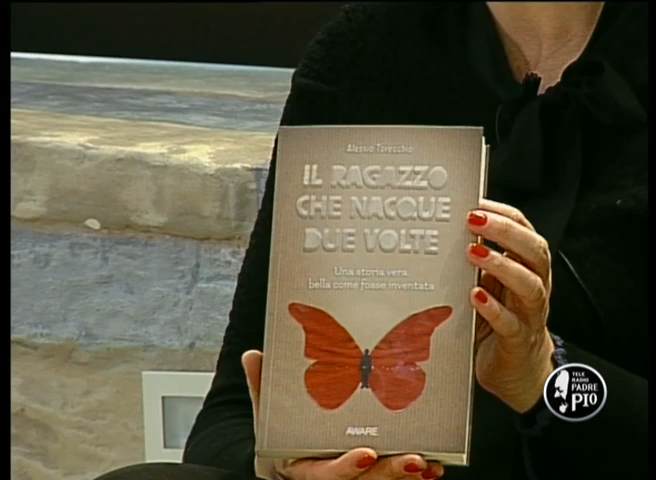 Alessio Tavecchio
IL RAGAZZO
CHE NACQUE
DUE VOLTE
Una storia vera
bella come fosse inventata
AWARE
TELE
RADIO
PADRE
PIO